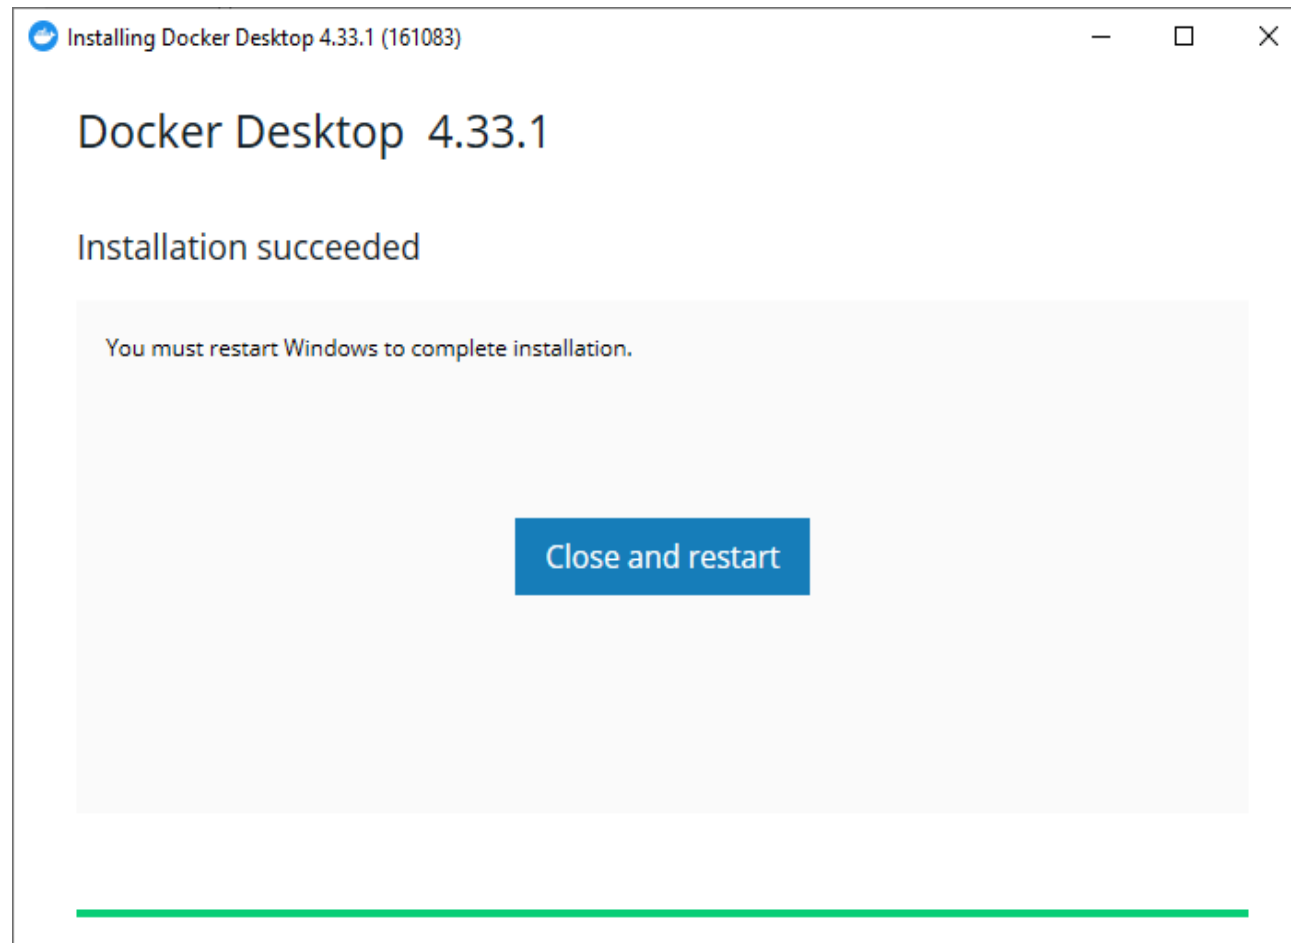 Installing Docker Desktop 4.33.1 (161083)
Docker Desktop 4.33.1
Installation succeeded
You must restart Windows to complete installation.
Close and restart